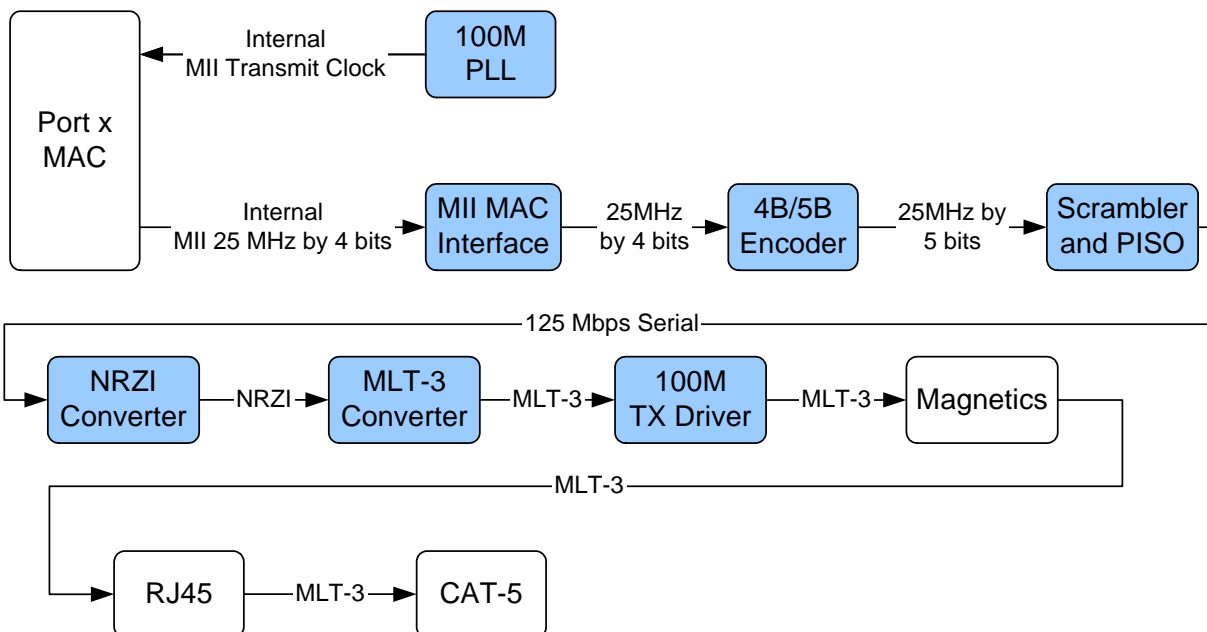 Internal
MII Transmit Clock
100M
PLL
Port x
MAC
Internal
MII 25 MHz by 4 bits
MII MAC
Interface
25MHz
by 4 bits
4B/5B
Encoder
25MHz by
5 bits
Scrambler
and PISO
125 Mbps Serial
NRZI
Converter
NRZI
MLT-3
Converter
MLT-3
100M
TX Driver
MLT-3
Magnetics
MLT-3
RJ45
MLT-3
CAT-5